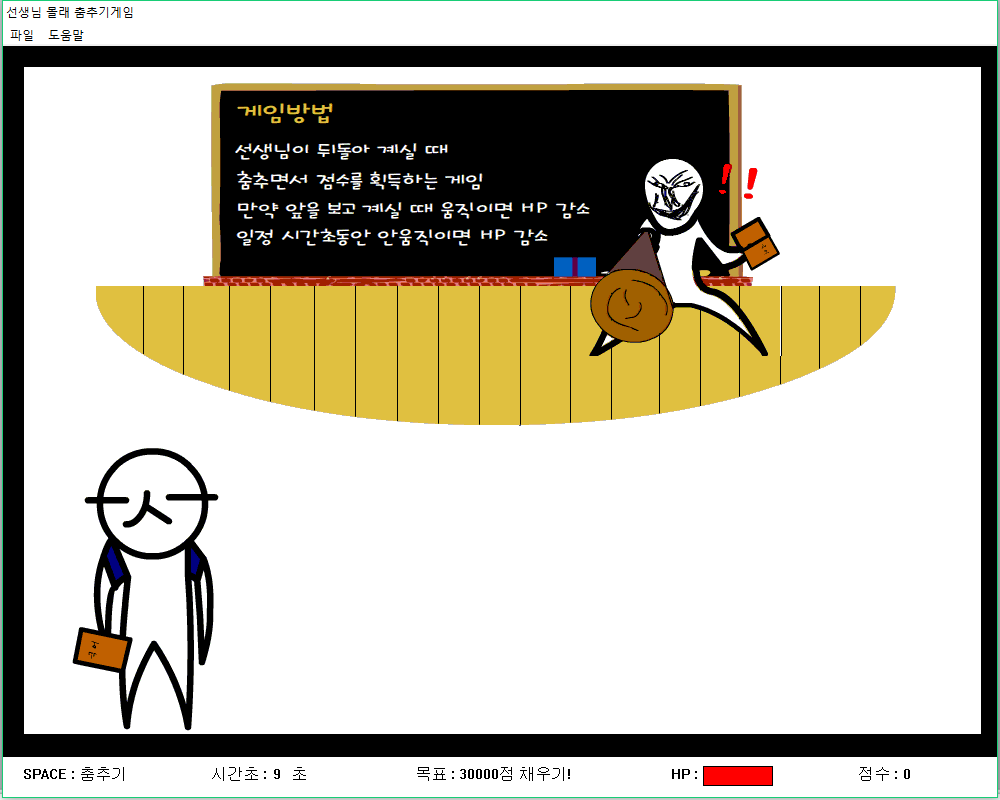 선생님 몰래 춤추기게임
파일 도움말
게임방법
선생님이 뒤돌아 계실 때
춤추면서 점수를 획득하는 게임
만약 앞을 보고 계실 때 움직이면 HP 감소
일정 시간초동안 안움직이면 HP 감소
!!
SPACE : 춤추기 시간초 : 9 초 목표 : 30000점 채우기! HP : 점수 : 0